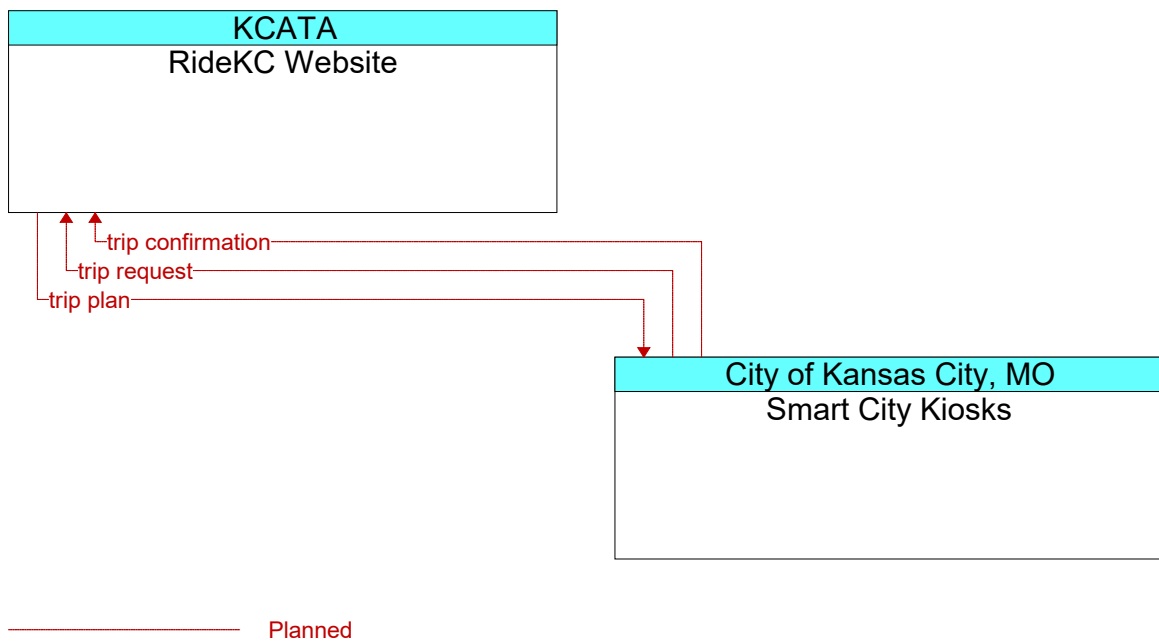 KCATA
RideKC Website
trip confirmation
trip request
trip plan
City of Kansas City, MO
Smart City Kiosks
Planned